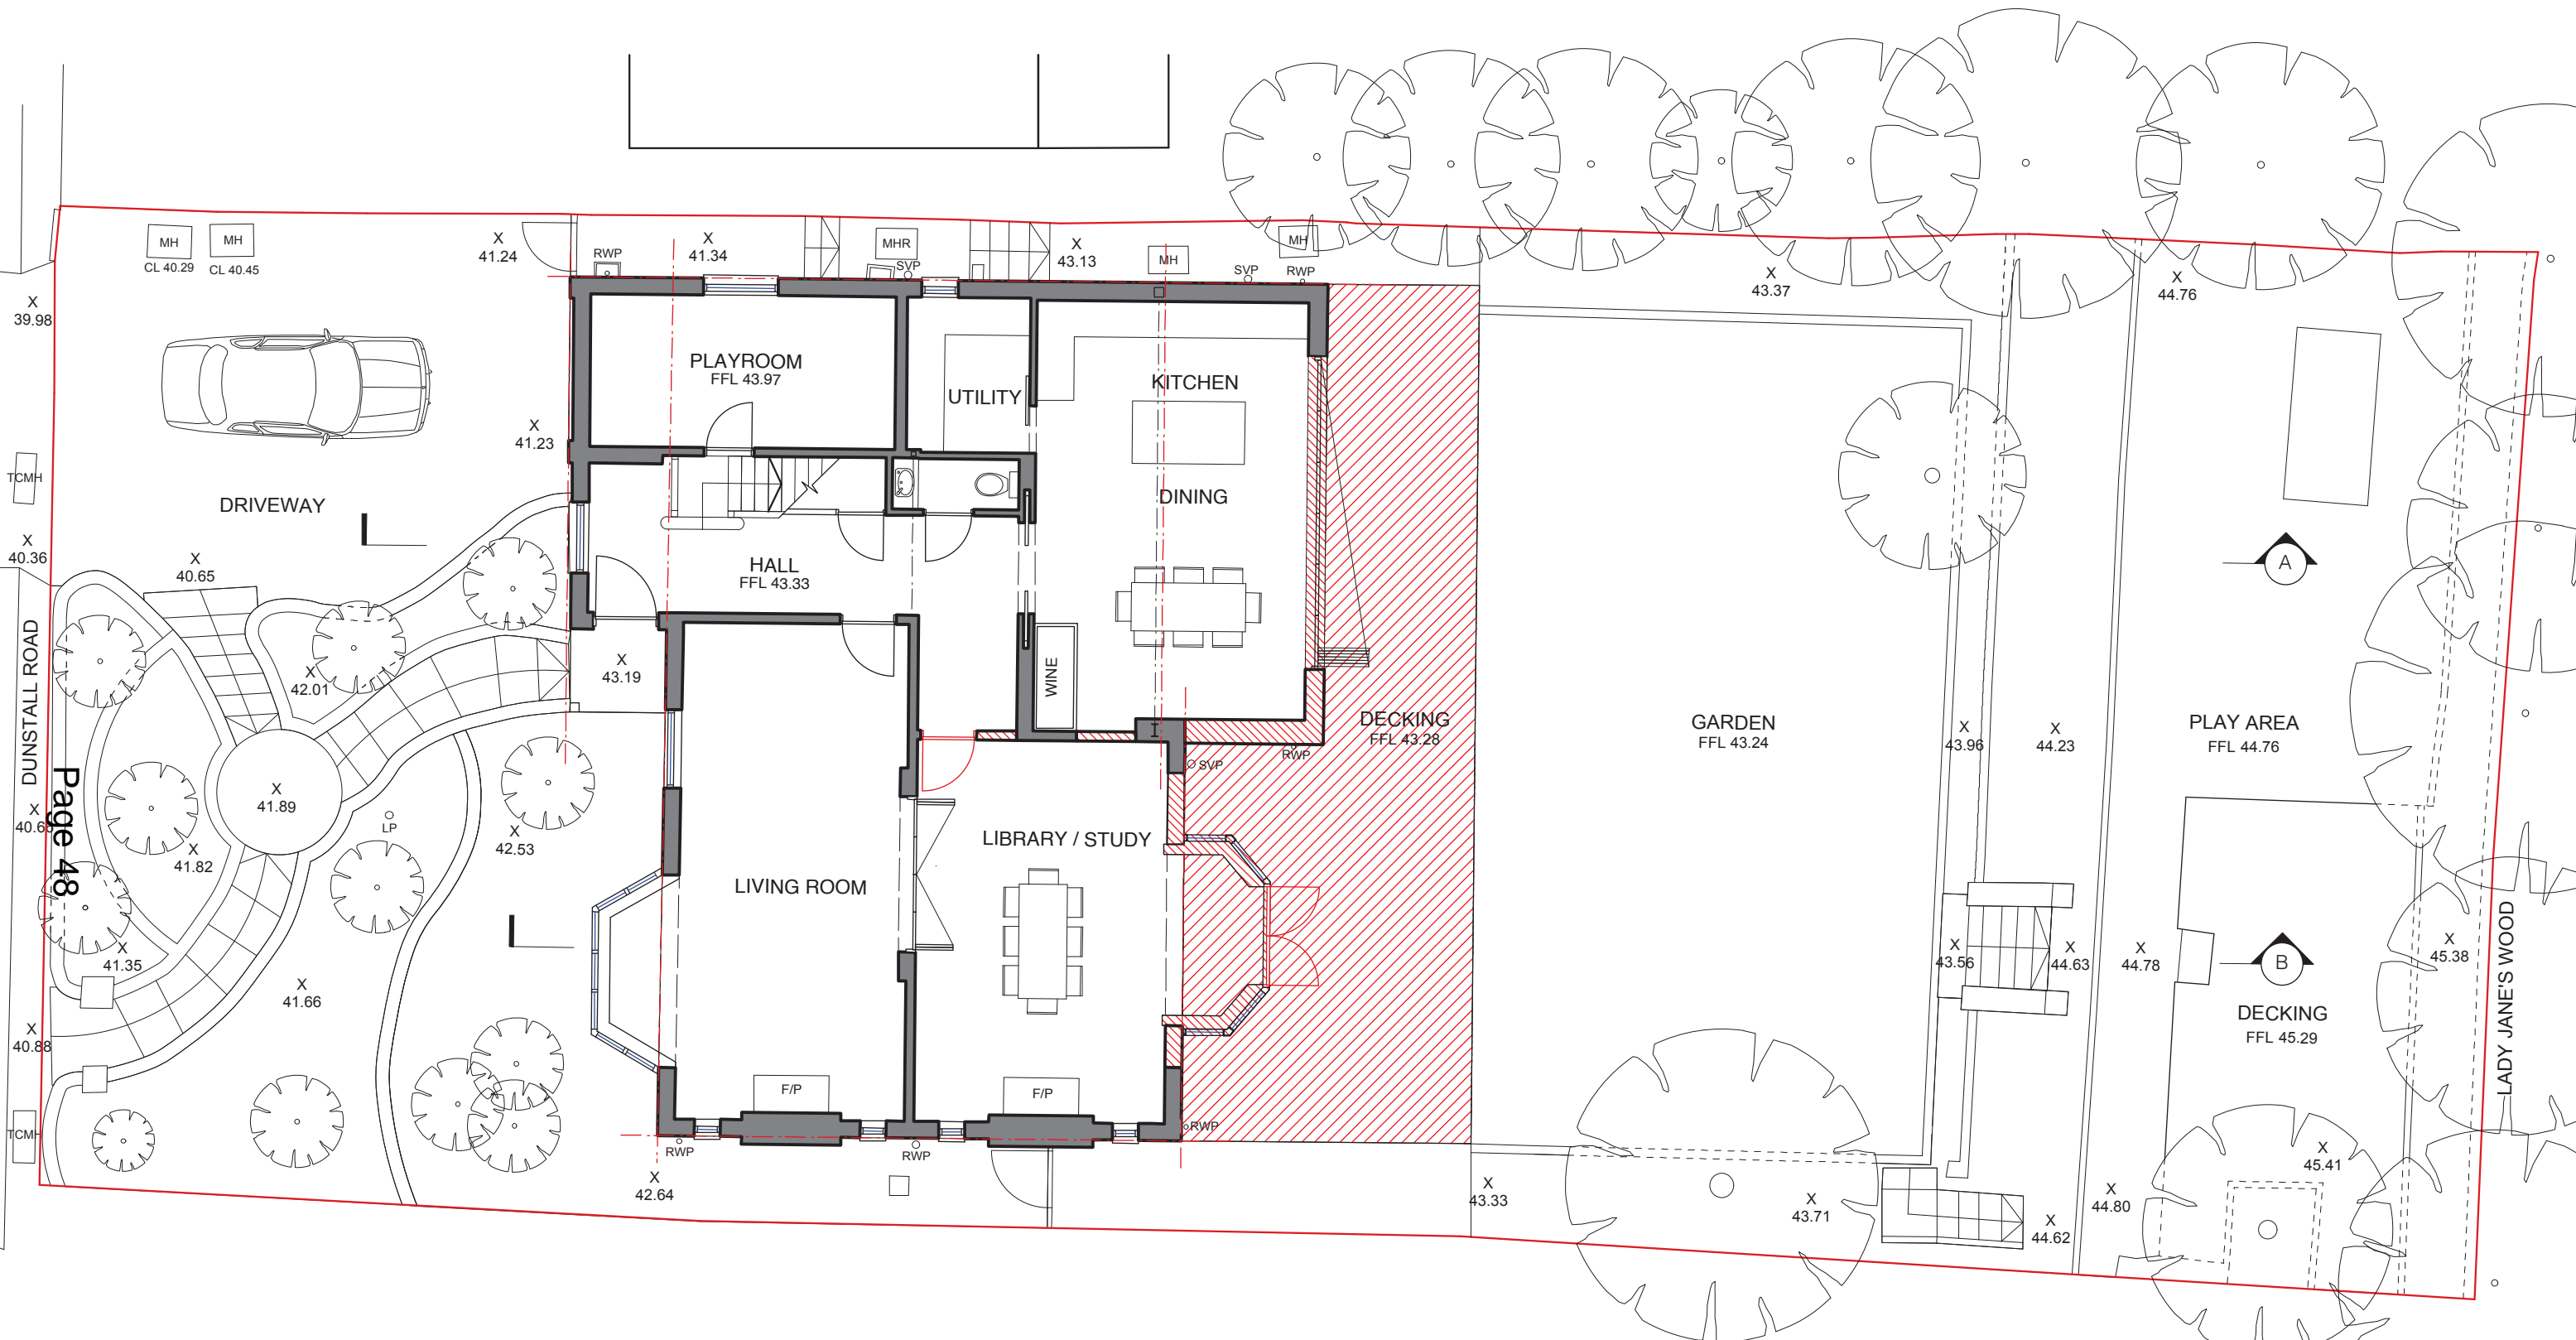 MH
MH
CL 40.29
CL 40.45
X
41.24
RWP
X
41.34
MHR
SVP
X
43.13
MH
MH
SVP
RWP
X
43.37
X
44.76
X
39.98
PLAYROOM
FFL 43.97
UTILITY
KITCHEN
X
41.23
TCMH
DRIVEWAY
DINING
X
40.36
X
40.65
HALL
FFL 43.33
A
DUNSTALL ROAD
X
42.01
X
43.19
WINE
DECKING
FFL 43.28
GARDEN
FFL 43.24
X
43.96
X
44.23
PLAY AREA
FFL 44.76
RWP
SVP
Page 48
X
41.89
X
LP
X
42.53
LIBRARY / STUDY
X
41.82
LIVING ROOM
X
41.35
X
41.66
X
43.56
X
44.63
X
44.78
B
X
45.38
LADY JANE'S WOOD
DECKING
FFL 45.29
X
40.88
F/P
F/P
TCMH
RWP
RWP
RWP
X
42.64
X
43.33
X
43.71
X
44.62
X
44.80
X
45.41